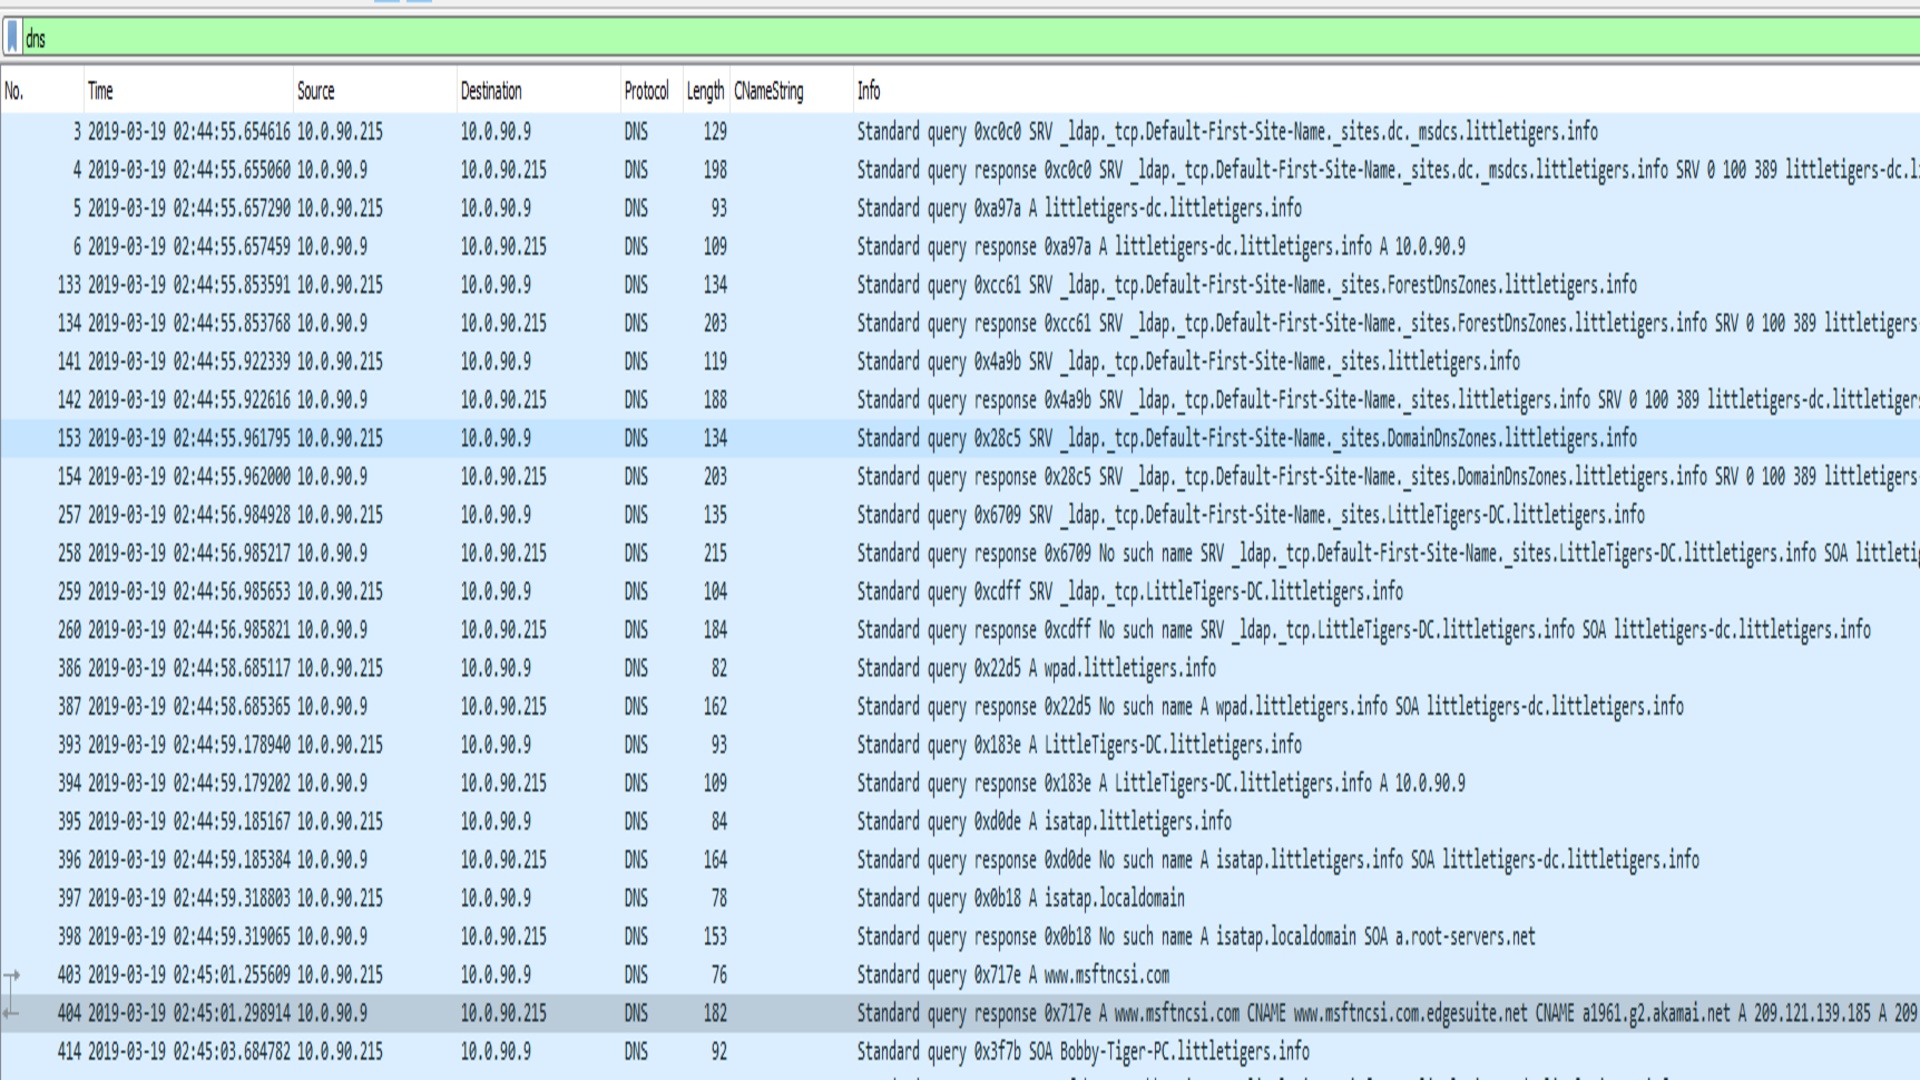 dns
No. Time Source Destination Protocol Length CNameString Info
3 2019-03-19 02:44:55.654616 10.0.90.215 10.0.90.9 DNS 129 Standard query 0xc0c0 SRV _ldap._tcp.Default-First-Site-Name._sites.dc._msdcs.littletigers.info
4 2019-03-19 02:44:55.655060 10.0.90.9 10.0.90.215 DNS 198 Standard query response 0xc0c0 SRV _ldap._tcp.Default-First-Site-Name._sites.dc._msdcs.littletigers.info SRV 0 100 389 littletigers-dc.l
5 2019-03-19 02:44:55.657290 10.0.90.215 10.0.90.9 DNS 93 Standard query 0xa97a A littletigers-dc.littletigers.info
6 2019-03-19 02:44:55.657459 10.0.90.9 10.0.90.215 DNS 109 Standard query response 0xa97a A littletigers-dc.littletigers.info A 10.0.90.9
133 2019-03-19 02:44:55.853591 10.0.90.215 10.0.90.9 DNS 134 Standard query 0xcc61 SRV _ldap._tcp.Default-First-Site-Name._sites.ForestDnsZones.littletigers.info
134 2019-03-19 02:44:55.853768 10.0.90.9 10.0.90.215 DNS 203 Standard query response 0xcc61 SRV _ldap._tcp.Default-First-Site-Name._sites.ForestDnsZones.littletigers.info SRV 0 100 389 littletigers-
141 2019-03-19 02:44:55.922339 10.0.90.215 10.0.90.9 DNS 119 Standard query 0x4a9b SRV _ldap._tcp.Default-First-Site-Name._sites.littletigers.info
142 2019-03-19 02:44:55.922616 10.0.90.9 10.0.90.215 DNS 188 Standard query response 0x4a9b SRV _ldap._tcp.Default-First-Site-Name._sites.littletigers.info SRV 0 100 389 littletigers-dc.littletigers
153 2019-03-19 02:44:55.961795 10.0.90.215 10.0.90.9 DNS 134 Standard query 0x28c5 SRV _ldap._tcp.Default-First-Site-Name._sites.DomainDnsZones.littletigers.info
154 2019-03-19 02:44:55.962000 10.0.90.9 10.0.90.215 DNS 203 Standard query response 0x28c5 SRV _ldap._tcp.Default-First-Site-Name._sites.DomainDnsZones.littletigers.info SRV 0 100 389 littletigers-
257 2019-03-19 02:44:56.984928 10.0.90.215 10.0.90.9 DNS 135 Standard query 0x6709 SRV _ldap._tcp.Default-First-Site-Name._sites.LittleTigers-DC.littletigers.info
258 2019-03-19 02:44:56.985217 10.0.90.9 10.0.90.215 DNS 215 Standard query response 0x6709 No such name SRV _ldap._tcp.Default-First-Site-Name._sites.LittleTigers-DC.littletigers.info SOA littletig
259 2019-03-19 02:44:56.985653 10.0.90.215 10.0.90.9 DNS 104 Standard query 0xcdff SRV _ldap._tcp.LittleTigers-DC.littletigers.info
260 2019-03-19 02:44:56.985821 10.0.90.9 10.0.90.215 DNS 184 Standard query response 0xcdff No such name SRV _ldap._tcp.LittleTigers-DC.littletigers.info SOA littletigers-dc.littletigers.info
386 2019-03-19 02:44:58.685117 10.0.90.215 10.0.90.9 DNS 82 Standard query 0x22d5 A wpad.littletigers.info
387 2019-03-19 02:44:58.685365 10.0.90.9 10.0.90.215 DNS 162 Standard query response 0x22d5 No such name A wpad.littletigers.info SOA littletigers-dc.littletigers.info
393 2019-03-19 02:44:59.178940 10.0.90.215 10.0.90.9 DNS 93 Standard query 0x183e A LittleTigers-DC.littletigers.info
394 2019-03-19 02:44:59.179202 10.0.90.9 10.0.90.215 DNS 109 Standard query response 0x183e A LittleTigers-DC.littletigers.info A 10.0.90.9
395 2019-03-19 02:44:59.185167 10.0.90.215 10.0.90.9 DNS 84 Standard query 0xd0de A isatap.littletigers.info
396 2019-03-19 02:44:59.185384 10.0.90.9 10.0.90.215 DNS 164 Standard query response 0xd0de No such name A isatap.littletigers.info SOA littletigers-dc.littletigers.info
397 2019-03-19 02:44:59.318803 10.0.90.215 10.0.90.9 DNS 78 Standard query 0x0b18 A isatap.localdomain
398 2019-03-19 02:44:59.319065 10.0.90.9 10.0.90.215 DNS 153 Standard query response 0x0b18 No such name A isatap.localdomain SOA a.root-servers.net
403 2019-03-19 02:45:01.255609 10.0.90.215 10.0.90.9 DNS 76 Standard query 0x717e A www.msftncsi.com
404 2019-03-19 02:45:01.298914 10.0.90.9 10.0.90.215 DNS 182 Standard query response 0x717e A www.msftncsi.com CNAME www.msftncsi.com.edgesuite.net CNAME a1961.g2.akamai.net A 209.121.139.185 A 209
414 2019-03-19 02:45:03.684782 10.0.90.215 10.0.90.9 DNS 92 Standard query 0x3f7b SOA Bobby-Tiger-PC.littletigers.info